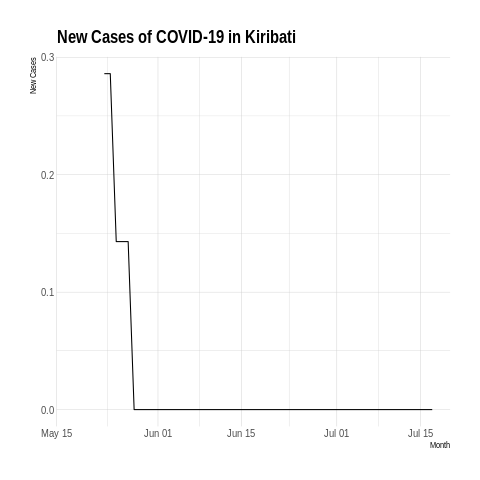 New Cases of COVID-19 in Kiribati
New Cases
0.3
0.2
0.1
0.0
May 15 Jun 01 Jun 15 Jul 01 Jul 15
Month